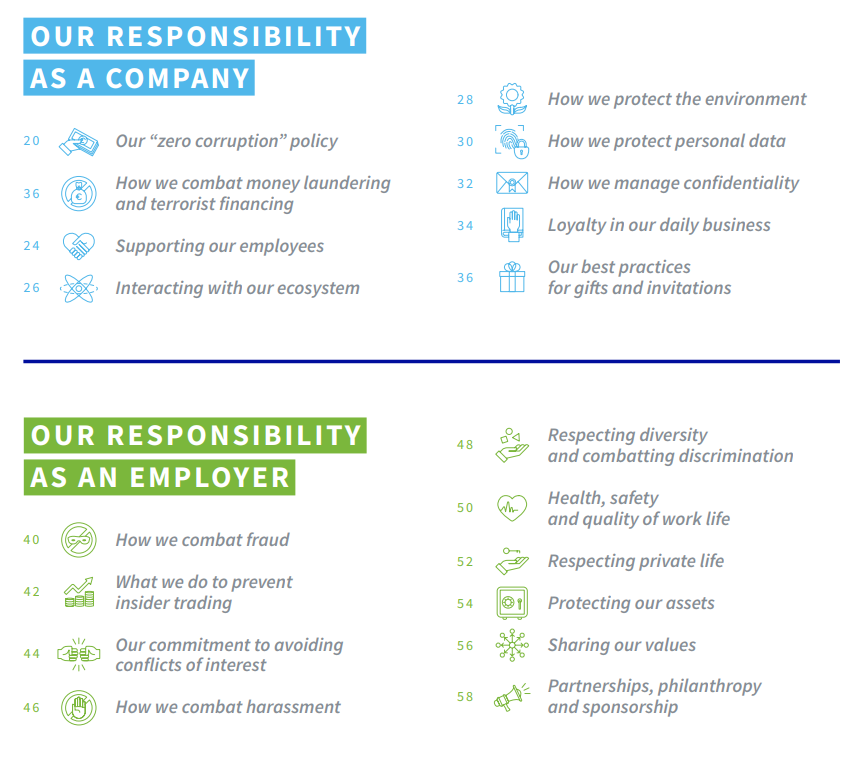 OUR RESPONSIBILITY
AS A COMPANY
20 Our “zero corruption” policy
36 How we combat money laundering
and terrorist financing
24 Supporting our employees
26 Interacting with our ecosystem
28 How we protect the environment
30 How we protect personal data
32 How we manage confidentiality
34 Loyalty in our daily business
36 Our best practices
for gifts and invitations
OUR RESPONSIBILITY
AS AN EMPLOYER
40 How we combat fraud
42 What we do to prevent
insider trading
44 Our commitment to avoiding
conflicts of interest
46 How we combat harassment
48 Respecting diversity
and combatting discrimination
50 Health, safety
and quality of work life
52 Respecting private life
54 Protecting our assets
56 Sharing our values
58 Partnerships, philanthropy
and sponsorship